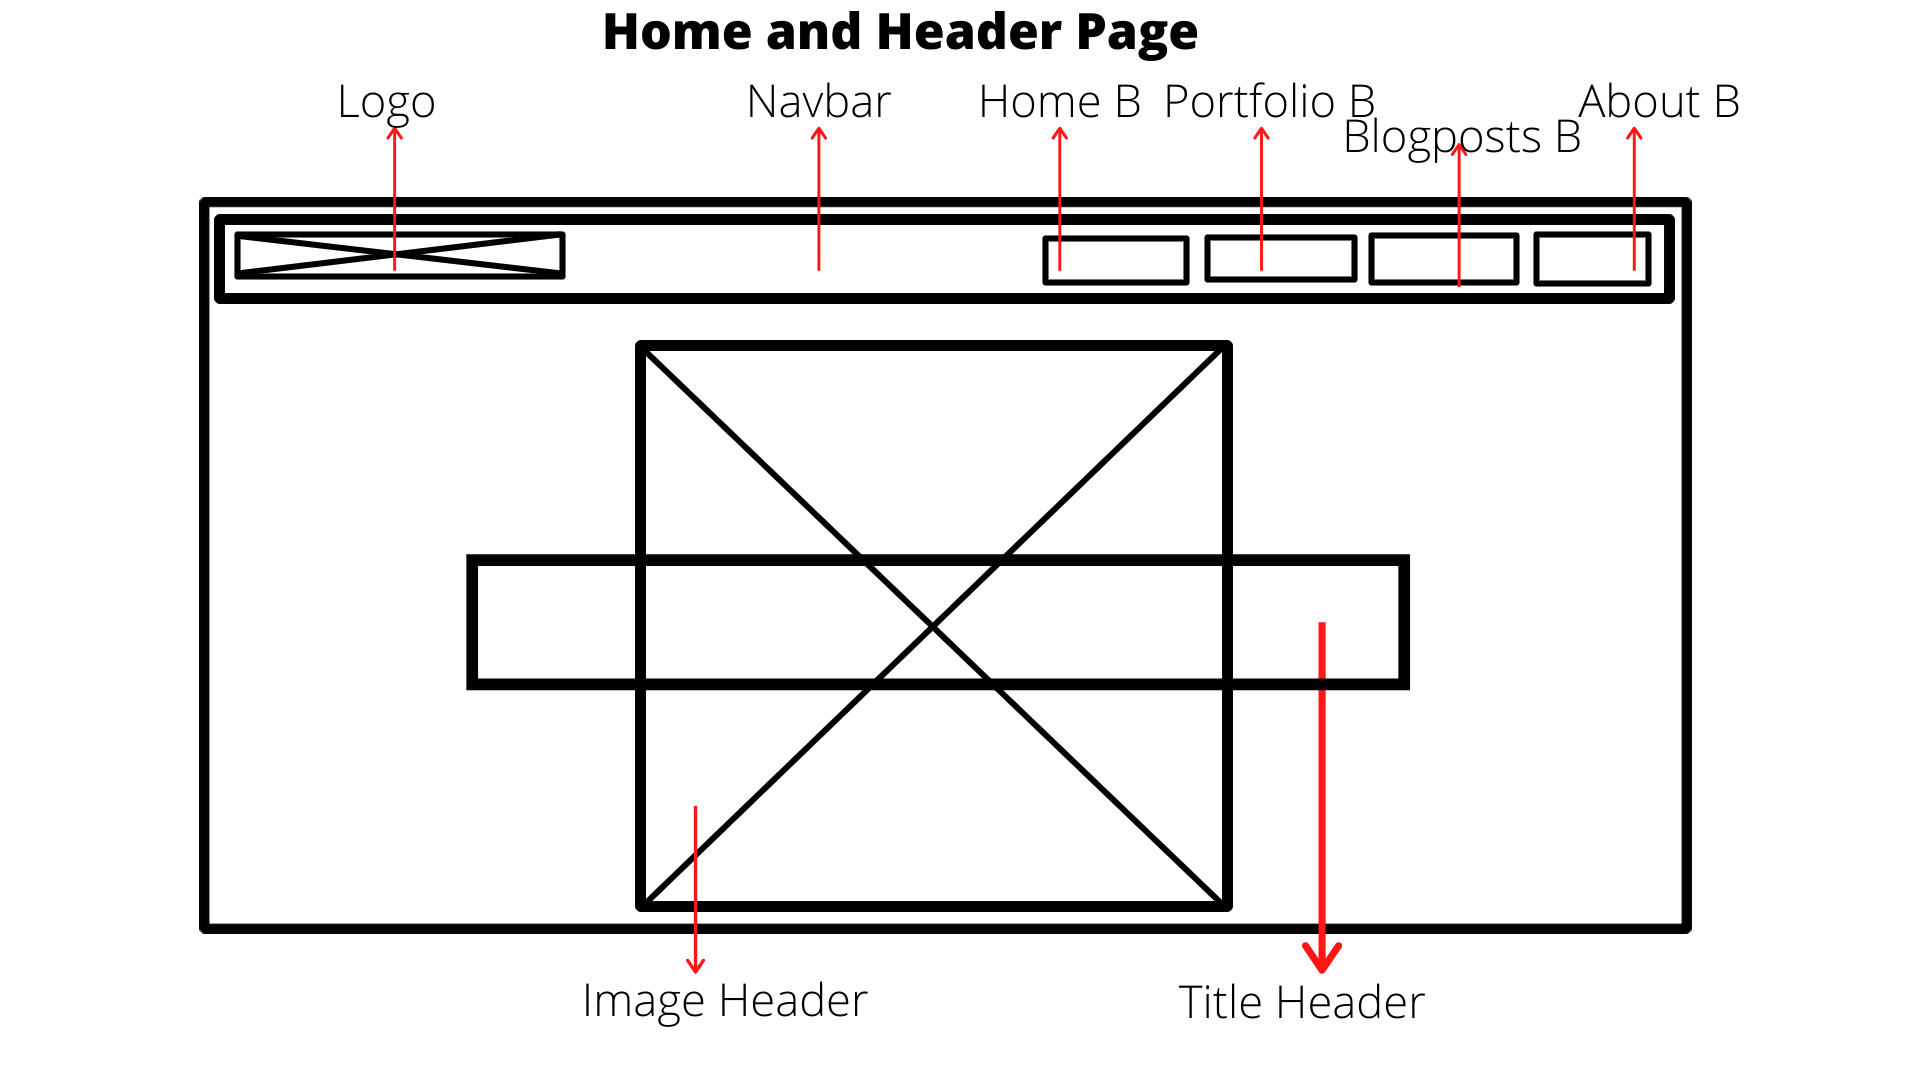 Home and Header Page
Logo
Navbar
Home B
Portfolio B
Blogposts B
About B
Image Header
Title Header